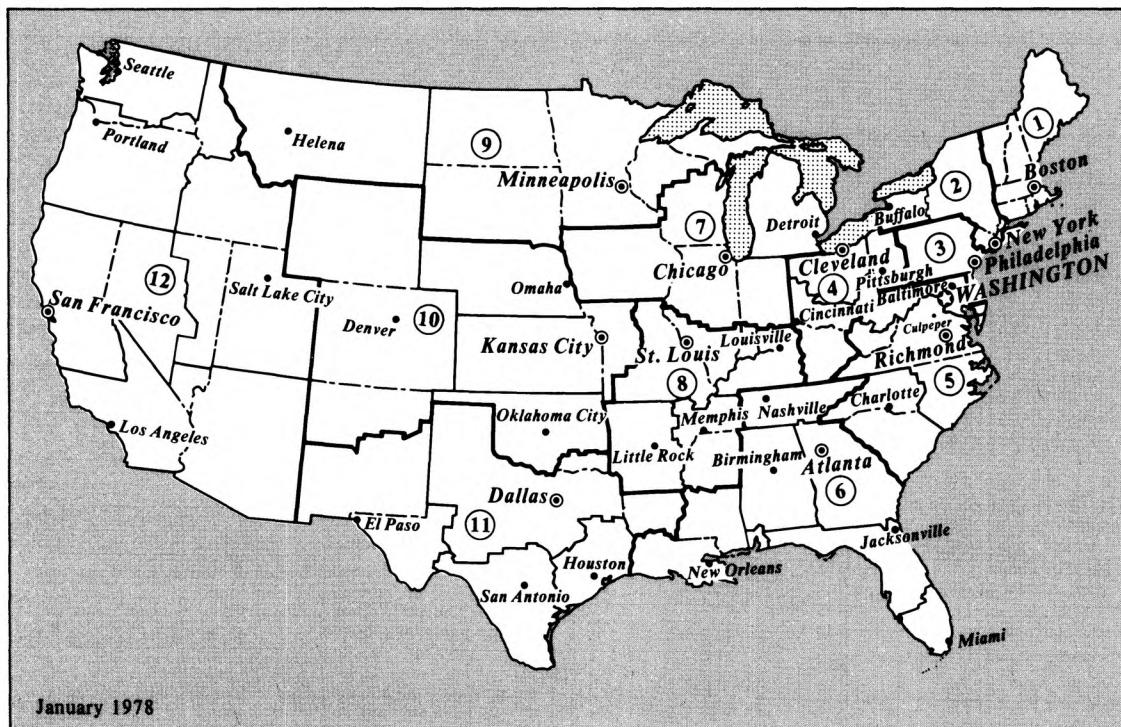 Seattle
Portland
Helena
9
Minneapolis
1
Boston
2
Buffalo
Detroit
7
New York
3
Philadelphia
Chicago
Cleveland
4
Pittsburgh
Baltimore
WASHINGTON
Cincinnati
12
Salt Lake City
San Francisco
Omaha
Denver
10
Kansas City
St. Louis
Louisville
Culpeper
Richmond
8
5
Charlotte
Nashville
Memphis
Oklahoma City
Los Angeles
Little Rock
Birmingham
Atlanta
6
Dallas
11
El Paso
Jacksonville
Houston
New Orleans
San Antonio
Miami
January 1978